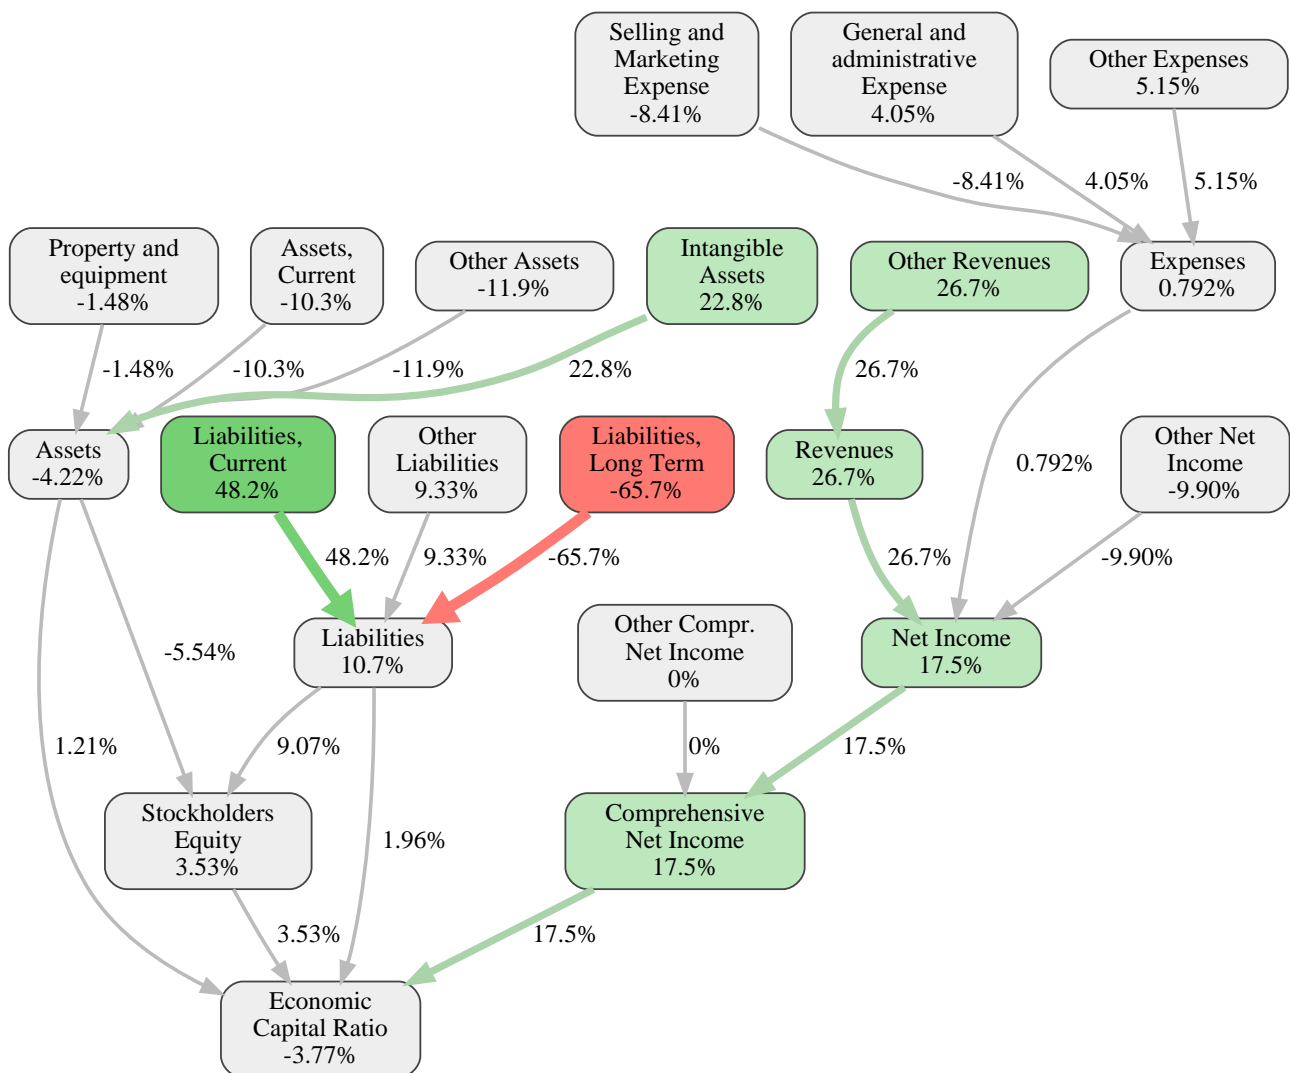 Selling and
Marketing
Expense
-8.41%
General and
administrative
Expense
4.05%
Other Expenses
5.15%
-8.41%
4.05%
5.15%
Property and
equipment
-1.48%
Assets,
Current
-10.3%
Other Assets
-11.9%
Intangible
Assets
22.8%
Other Revenues
26.7%
Expenses
0.792%
-1.48%
-10.3%
-11.9%
22.8%
26.7%
Assets
-4.22%
Liabilities,
Current
48.2%
Other
Liabilities
9.33%
Liabilities,
Long Term
-65.7%
Revenues
26.7%
0.792%
Other Net
Income
-9.90%
48.2%
9.33%
-65.7%
26.7%
-9.90%
-5.54%
Liabilities
10.7%
Other Compr.
Net Income
0%
Net Income
17.5%
1.21%
9.07%
0%
17.5%
Stockholders
Equity
3.53%
1.96%
Comprehensive
Net Income
17.5%
3.53%
17.5%
Economic
Capital Ratio
-3.77%